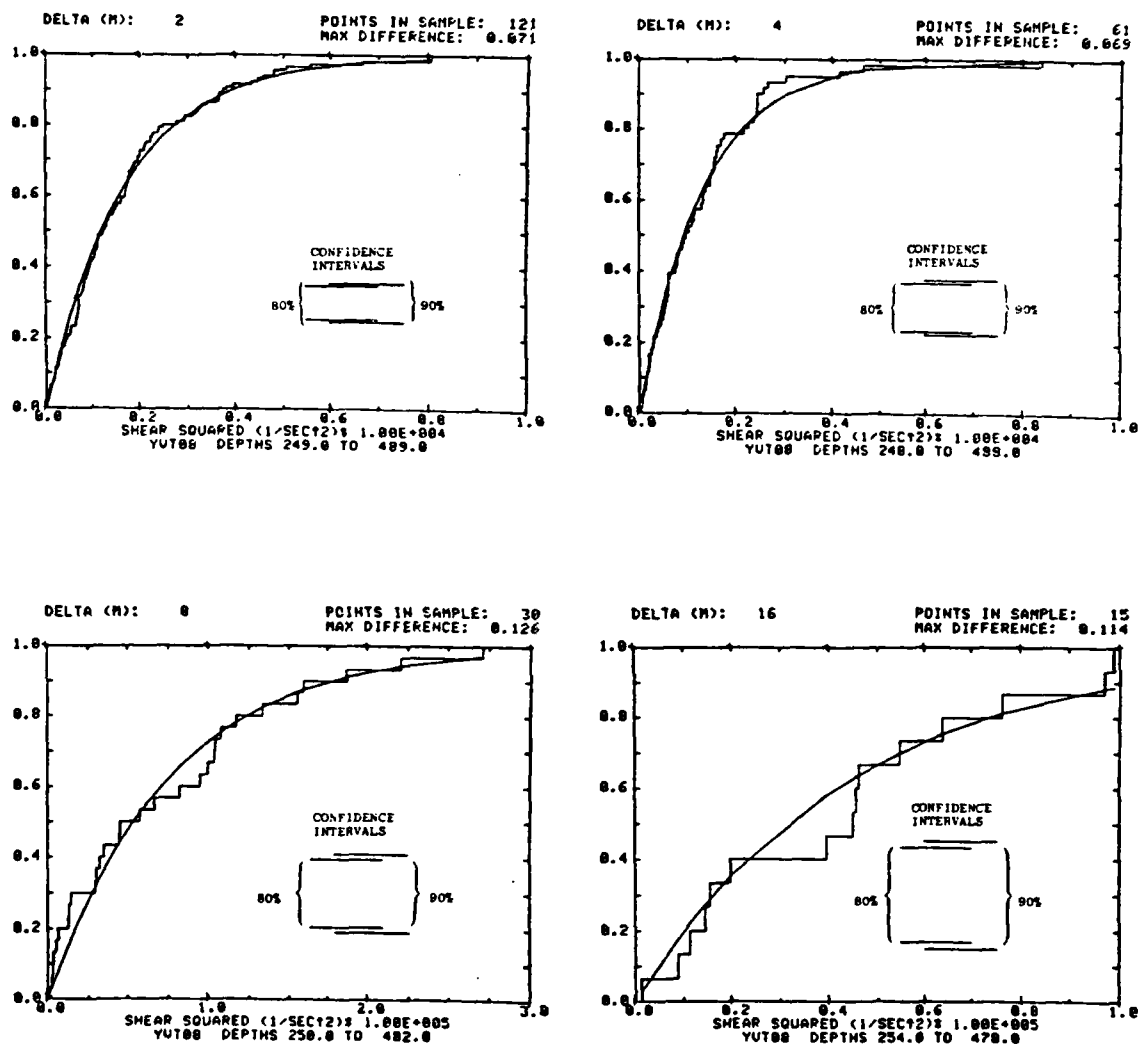 DELTA (M): 2 POINTS IN SAMPLE: 121
MAX DIFFERENCE: 0.071
1.0
0.8
0.6
0.4
0.2
0.0
CONFIDENCE
INTERVALS
80% 90%
0.0 0.2 0.4 0.6 0.8 1.0
SHEAR SQUARED (1/SEC↑2)* 1.00E+004
YVT08 DEPTHS 249.0 TO 489.0
DELTA (M): 4 POINTS IN SAMPLE: 61
MAX DIFFERENCE: 0.069
1.0
0.8
0.6
0.4
0.2
0.0
CONFIDENCE
INTERVALS
80% 90%
0.0 0.2 0.4 0.6 0.8 1.0
SHEAR SQUARED (1/SEC↑2)* 1.00E+004
YVT08 DEPTHS 248.0 TO
DELTA (M): 8 POINTS IN SAMPLE: 30
MAX DIFFERENCE: 0.126
1.0
0.8
0.6
0.4
0.2
0.0
CONFIDENCE
INTERVALS
80% 90%
0.0 1.0 2.0 3.0
SHEAR SQUARED (1/SEC↑2)* 1.00E+005
YVT08 DEPTHS 250.0 TO 482.0
DELTA (M): 16 POINTS IN SAMPLE: 15
MAX DIFFERENCE: 0.114
1.0
0.8
0.6
0.4
0.2
0.0
CONFIDENCE
INTERVALS
80% 90%
0.0 0.2 0.4 0.6 0.8 1.0
SHEAR SQUARED (1/SEC↑2)* 1.00E+005
YVT08 DEPTHS 254.0 TO 478.0